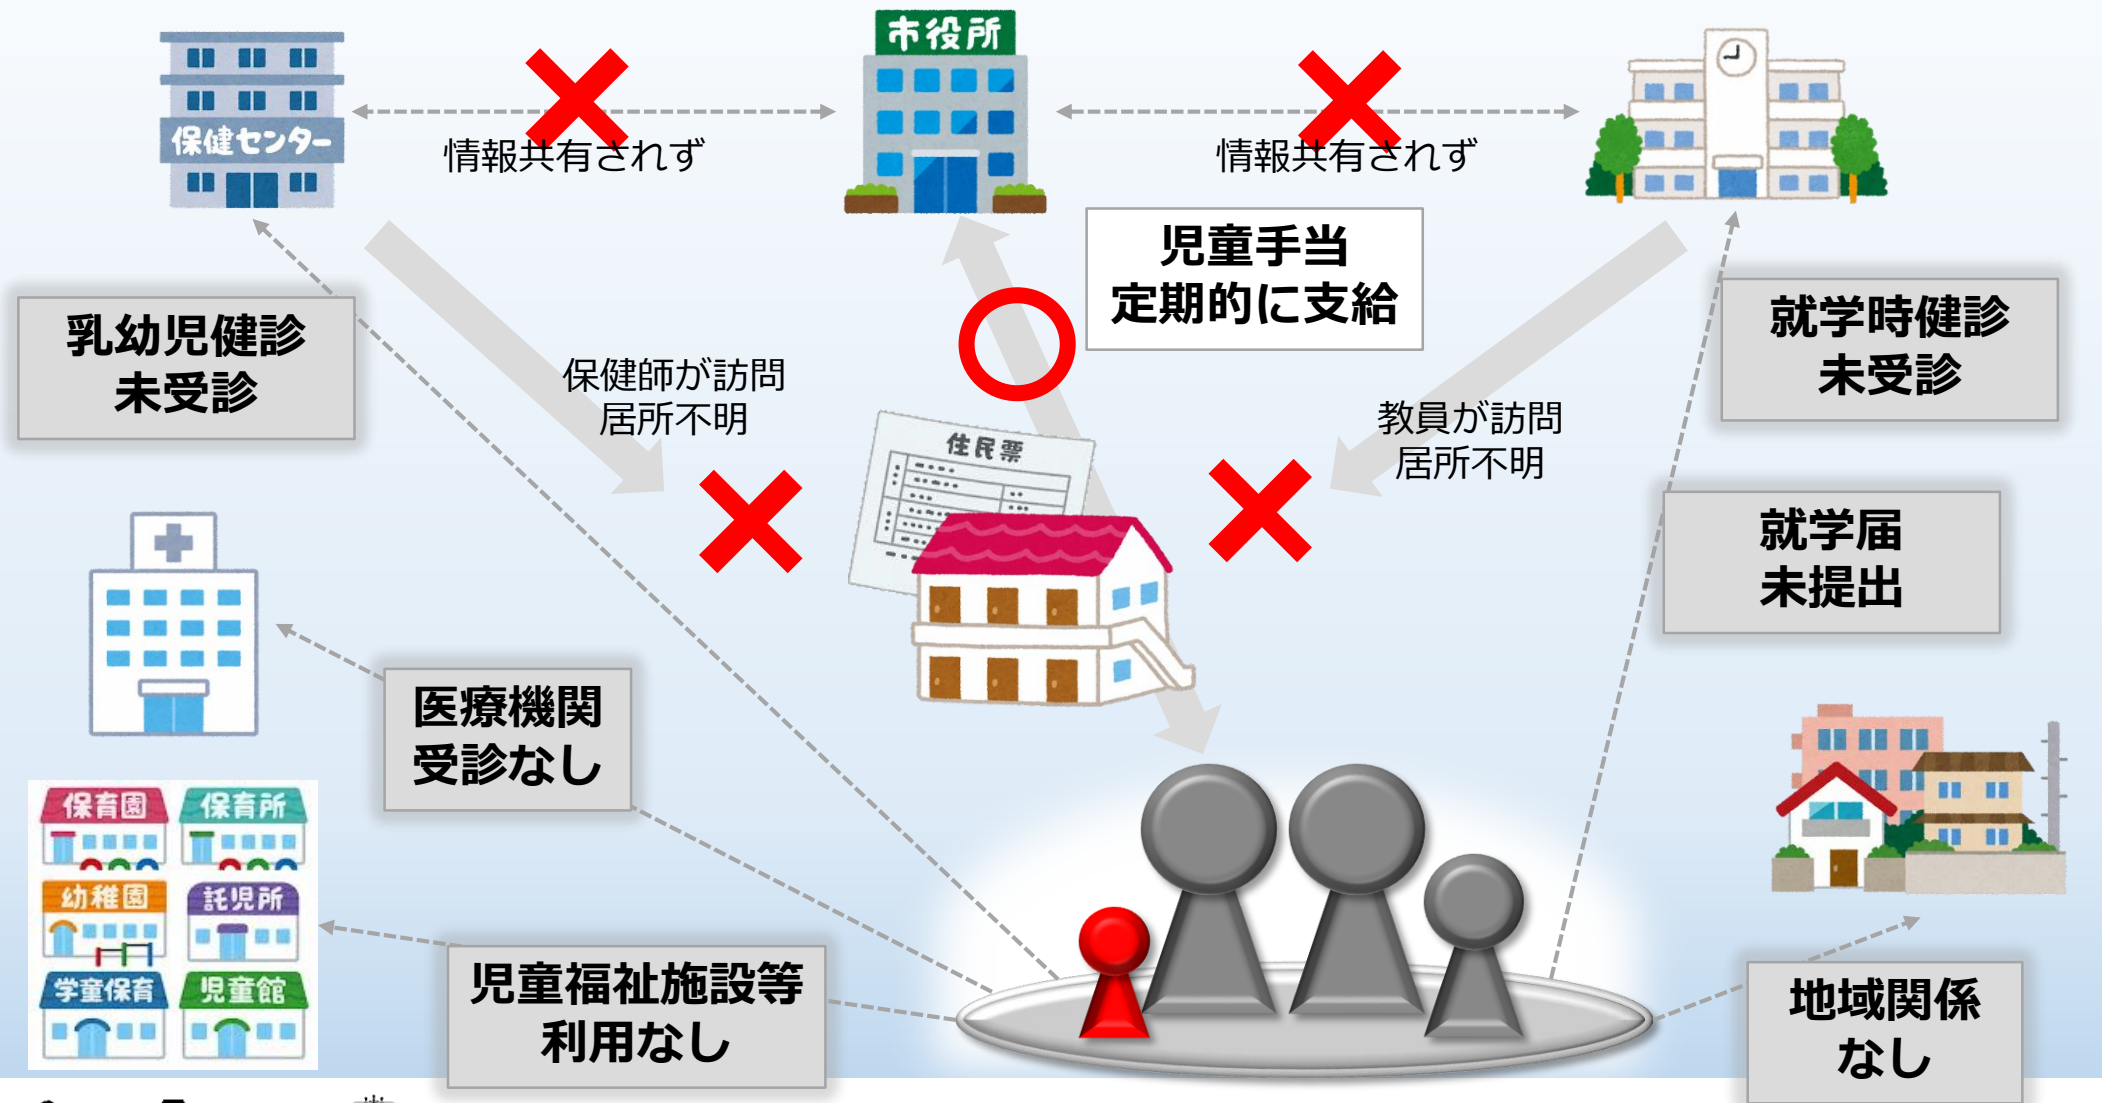 市役所
保健センター
情報共有されず
情報共有されず
児童手当
定期的に支給
乳幼児健診
未受診
保健師が訪問
居所不明
教員が訪問
居所不明
就学時健診
未受診
住民票
就学届
未提出
医療機関
受診なし
保育園
保育所
幼稚園
託児所
学童保育
児童館
児童福祉施設等
利用なし
地域関係
なし